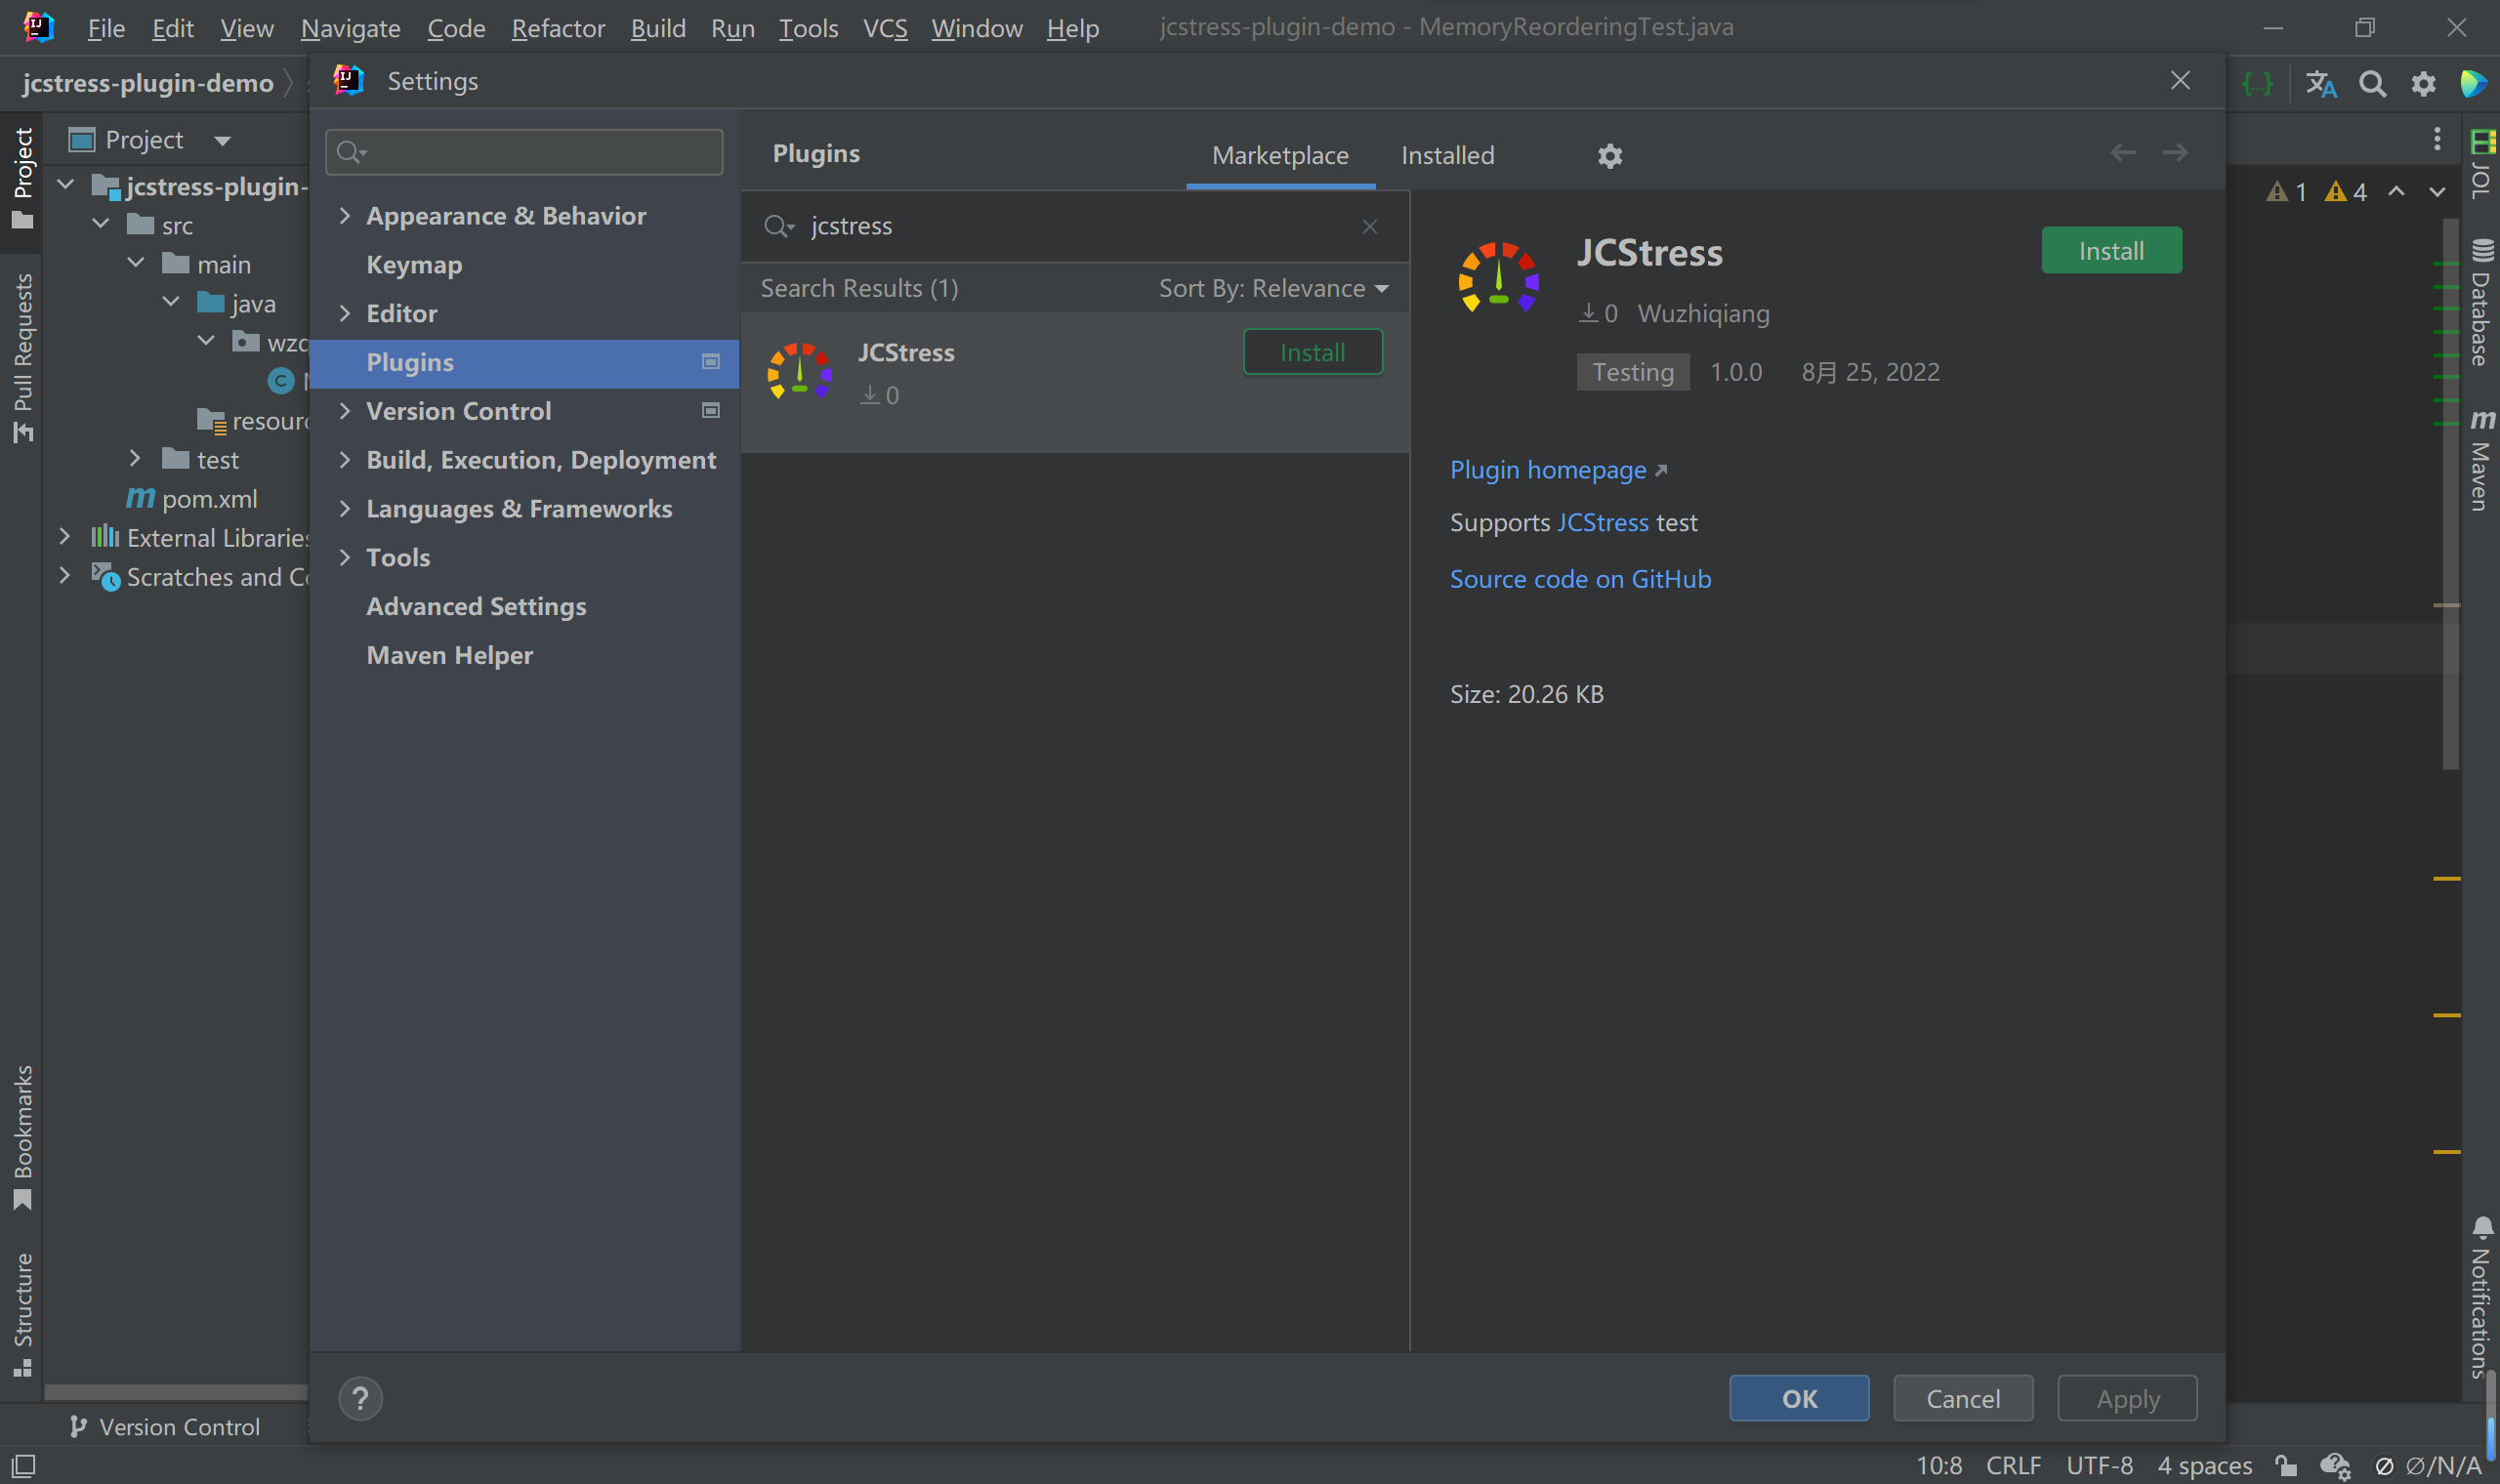 File Edit View Navigate Code Refactor Build Run Tools VCS Window Help jcstress-plugin-demo - MemoryReorderingTest.java
jcstress-plugin-demo
Settings
Project
Plugins
Marketplace
Installed
jcstress-plugin-
src
main
java
resour
test
pom.xml
External Libraries
Scratches and
Appearance & Behavior
Keymap
Editor
Plugins
Version Control
Build, Execution, Deployment
Languages & Frameworks
Tools
Advanced Settings
Maven Helper
jcstress
Search Results (1) Sort By: Relevance
JCStress
Install
0
JCStress
Install
0 Wuzhiqiang
Testing 1.0.0 8月 25, 2022
Plugin homepage
Supports JCStress test
Source code on GitHub
Size: 20.26 KB
1 4
Project
Pull Requests
Bookmarks
Structure
JOL
Database
Maven
Notifications
?
OK Cancel Apply
Version Control
10:8 CRLF UTF-8 4 spaces ∅/N/A